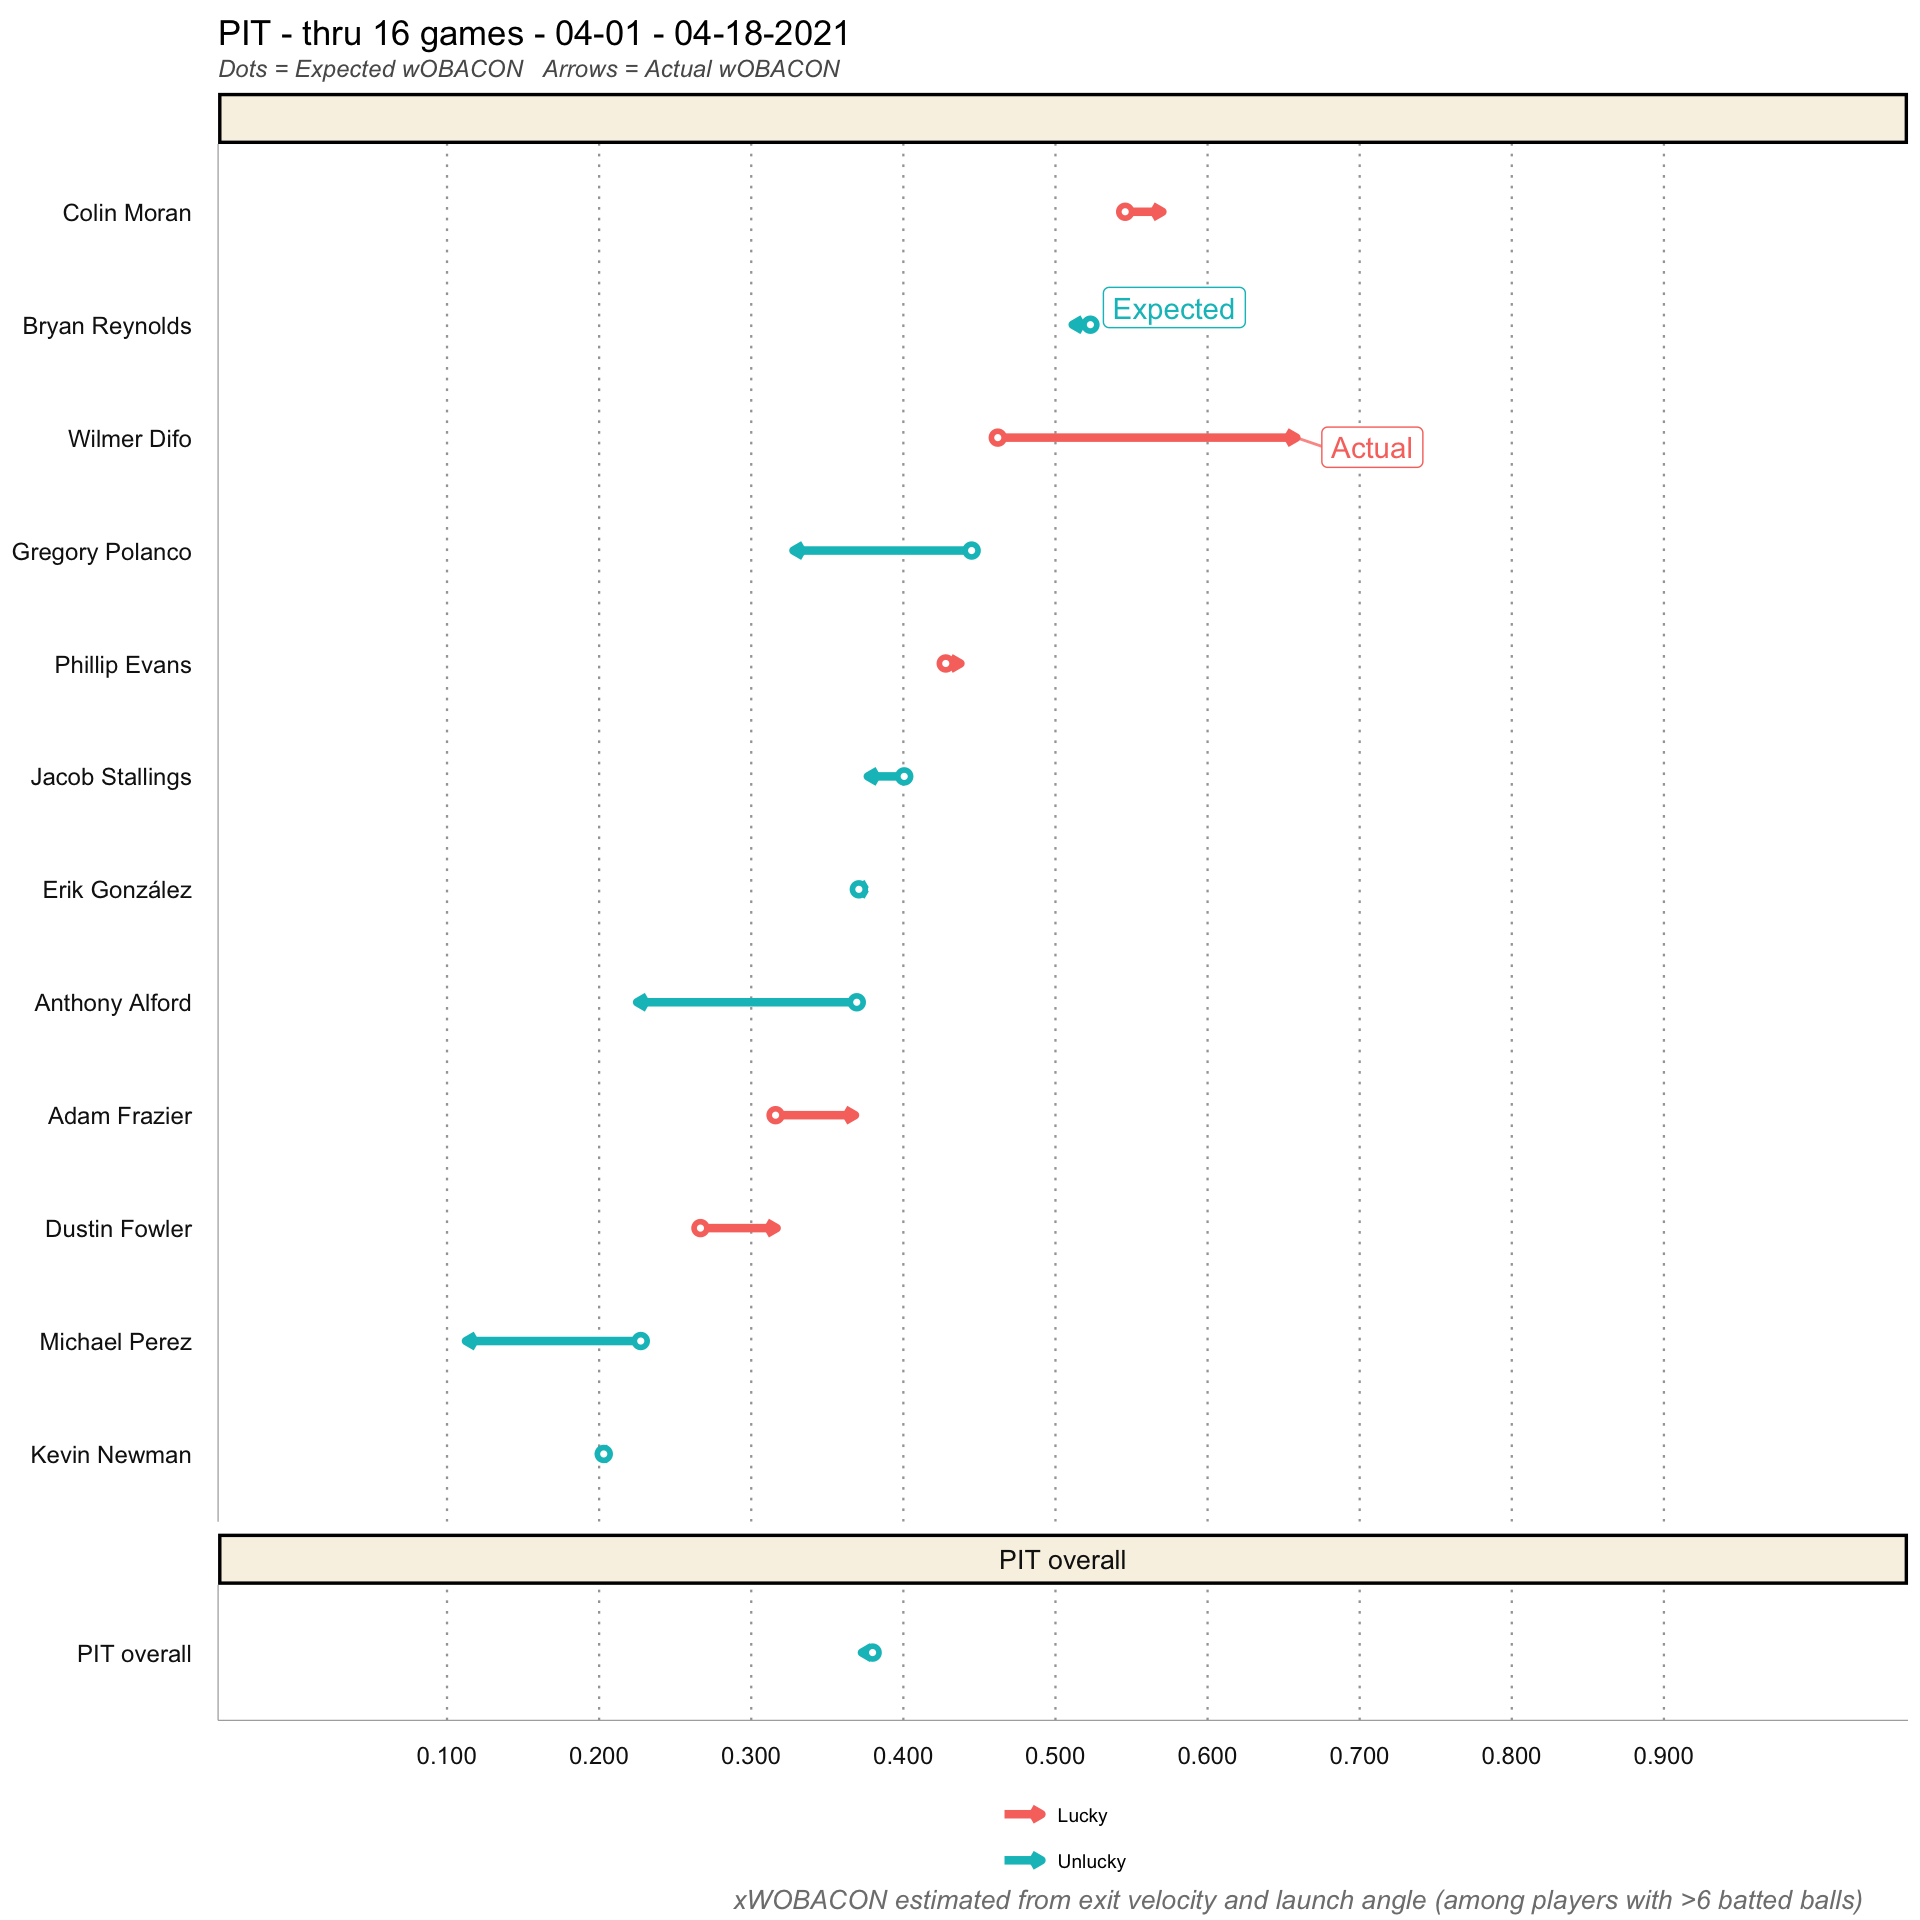 PIT - thru 16 games - 04-01 - 04-18-2021
Dots = Expected wOBACON   Arrows = Actual wOBACON
Colin Moran
Bryan Reynolds
Expected
Wilmer Difo
Actual
Gregory Polanco
Phillip Evans
Jacob Stallings
Erik González
Anthony Alford
Adam Frazier
Dustin Fowler
Michael Perez
Kevin Newman
PIT overall
PIT overall
0.100 0.200 0.300 0.400 0.500 0.600 0.700 0.800 0.900
Lucky
Unlucky
xWOBACON estimated from exit velocity and launch angle (among players with >6 batted balls)